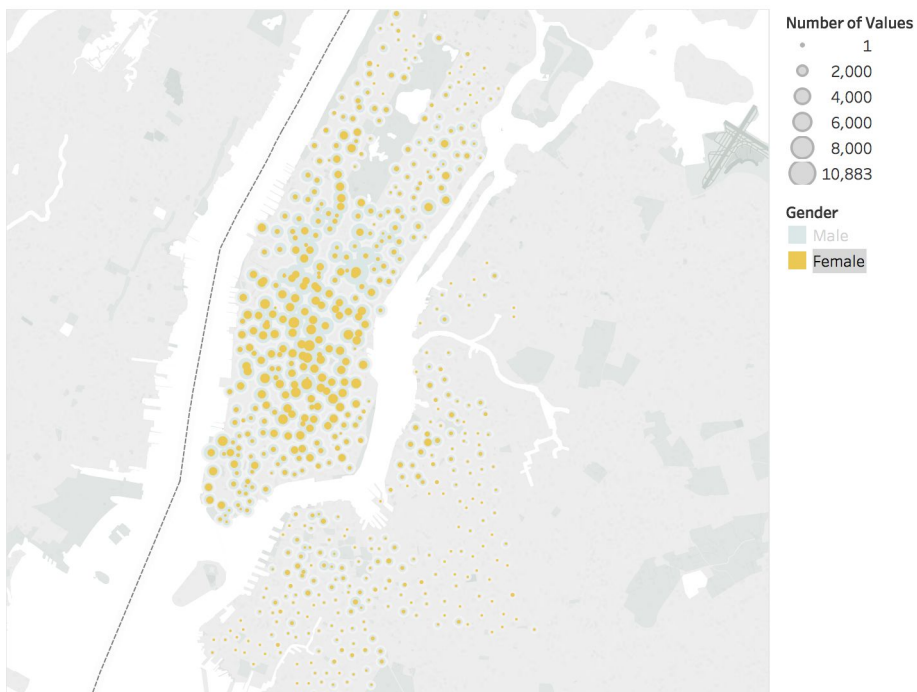 Number of Values
1
2,000
4,000
6,000
8,000
10,883
Gender
Male
Female